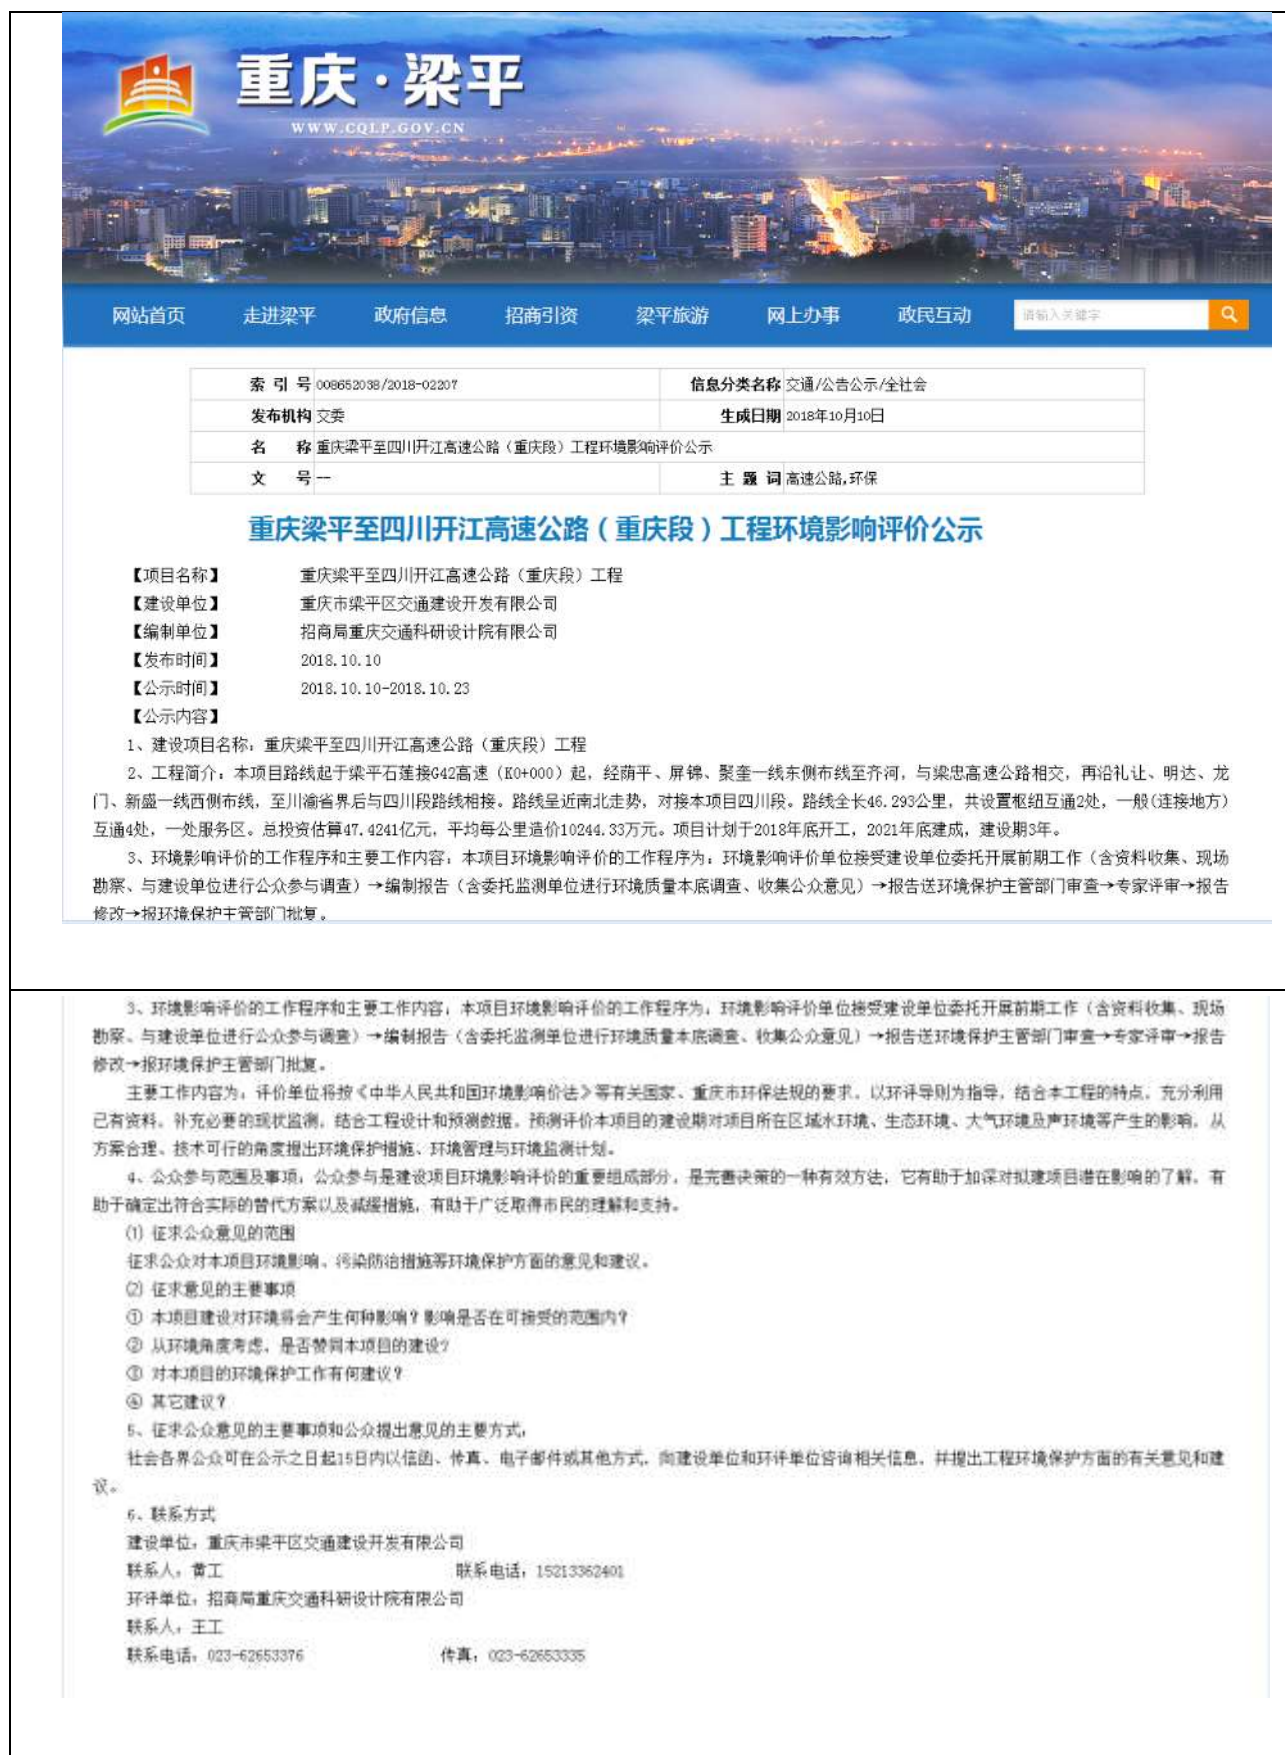 重庆·梁平
WWW.CQLP.GOV.CN
网站首页 走进梁平 政府信息 招商引资 梁平旅游 网上办事 政民互动 请输入关键字
索 引 号 008652038/2018-02207 信息分类名称 交通/公告公示/全社会
发布机构 交委 生成日期 2018年10月10日
名 称 重庆梁平至四川开江高速公路（重庆段）工程环境影响评价公示
文 号 -- 主 题 词 高速公路,环保
重庆梁平至四川开江高速公路（重庆段）工程环境影响评价公示
【项目名称】 重庆梁平至四川开江高速公路（重庆段）工程
【建设单位】 重庆市梁平区交通建设开发有限公司
【编制单位】 招商局重庆交通科研设计院有限公司
【发布时间】 2018.10.10
【公示时间】 2018.10.10-2018.10.23
【公示内容】
1、建设项目名称：重庆梁平至四川开江高速公路（重庆段）工程
2、工程简介：本项目路线起于梁平石莲接G42高速（K0+000）起，经荫平、屏锦、聚奎一线东侧布线至齐河，与梁忠高速公路相交，再沿礼让、明达、龙
门、新盛一线西侧布线，至川渝省界后与四川段路线相接。路线呈近南北走势，对接本项目四川段。路线全长46.293公里，共设置枢纽互通2处，一般(连接地方)
互通4处，一处服务区。总投资估算47.4241亿元，平均每公里造价10244.33万元。项目计划于2018年底开工，2021年底建成，建设期3年。
3、环境影响评价的工作程序和主要工作内容：本项目环境影响评价的工作程序为：环境影响评价单位接受建设单位委托开展前期工作（含资料收集、现场
勘察、与建设单位进行公众参与调查）→编制报告（含委托监测单位进行环境质量本底调查、收集公众意见）→报告送环境保护主管部门审查→专家评审→报告
修改→报环境保护主管部门批复。
3、环境影响评价的工作程序和主要工作内容：本项目环境影响评价的工作程序为：环境影响评价单位接受建设单位委托开展前期工作（含资料收集、现场
勘察、与建设单位进行公众参与调查）→编制报告（含委托监测单位进行环境质量本底调查、收集公众意见）→报告送环境保护主管部门审查→专家评审→报告
修改→报环境保护主管部门批复。
主要工作内容为：评价单位将按《中华人民共和国环境影响价法》等有关国家、重庆市环保法规的要求，以环评导则为指导，结合本工程的特点，充分利用
已有资料，补充必要的现状监测，结合工程设计和预测数据，预测评价本项目的建设期对项目所在区域水环境、生态环境、大气环境及声环境等产生的影响，从
方案合理、技术可行的角度提出环境保护措施、环境管理与环境监测计划。
4、公众参与范围及事项：公众参与是建设项目环境影响评价的重要组成部分，是完善决策的一种有效方法，它有助于加深对拟建项目潜在影响的了解，有
助于确定出符合实际的替代方案以及减缓措施，有助于广泛取得市民的理解和支持。
(1) 征求公众意见的范围
征求公众对本项目环境影响、污染防治措施等环境保护方面的意见和建议。
(2) 征求意见的主要事项
① 本项目建设对环境将会产生何种影响？影响是否在可接受的范围内？
② 从环境角度考虑，是否赞同本项目的建设？
③ 对本项目的环境保护工作有何建议？
④ 其它建议？
5、征求公众意见的主要事项和公众提出意见的主要方式：
社会各界公众可在公示之日起15日内以信函、传真、电子邮件或其他方式，向建设单位和环评单位咨询相关信息，并提出工程环境保护方面的有关意见和建
议。
6、联系方式
建设单位：重庆市梁平区交通建设开发有限公司
联系人：黄工 联系电话：15213362401
环评单位：招商局重庆交通科研设计院有限公司
联系人：王工
联系电话：023-62653376 传真：023-62653335